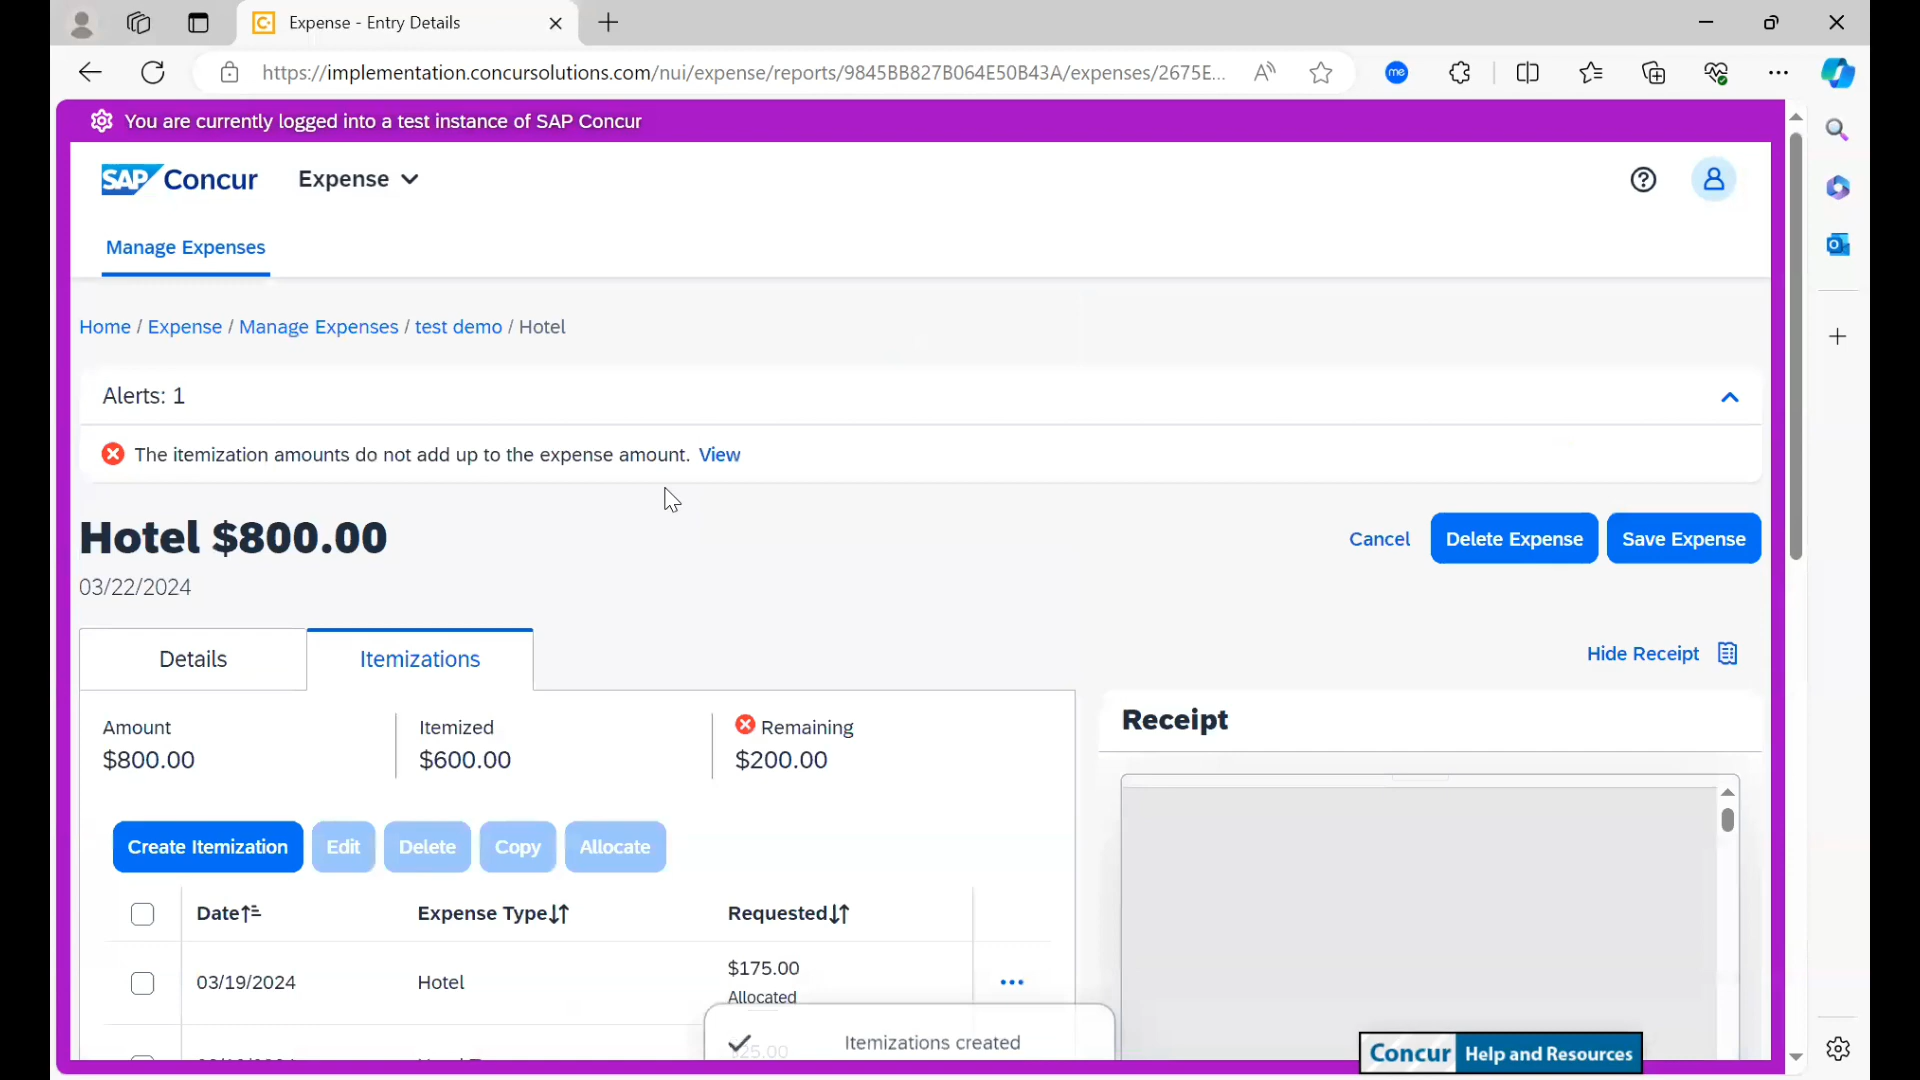 Expense - Entry Details
https://implementation.concursolutions.com/nui/expense/reports/9845BB827B064E50B43A/expenses/2675E...
me
You are currently logged into a test instance of SAP Concur
SAP Concur
Expense
Manage Expenses
Home / Expense / Manage Expenses / test demo / Hotel
Alerts: 1
The itemization amounts do not add up to the expense amount. View
Hotel $800.00
Cancel
Delete Expense
Save Expense
03/22/2024
Details
Itemizations
Hide Receipt
Amount
$800.00
Itemized
$600.00
Remaining
$200.00
Receipt
Create Itemization
Edit
Delete
Copy
Allocate
Date
Expense Type
Requested
03/19/2024
Hotel
$175.00
Allocated
Itemizations created
$25.00
Concur Help and Resources